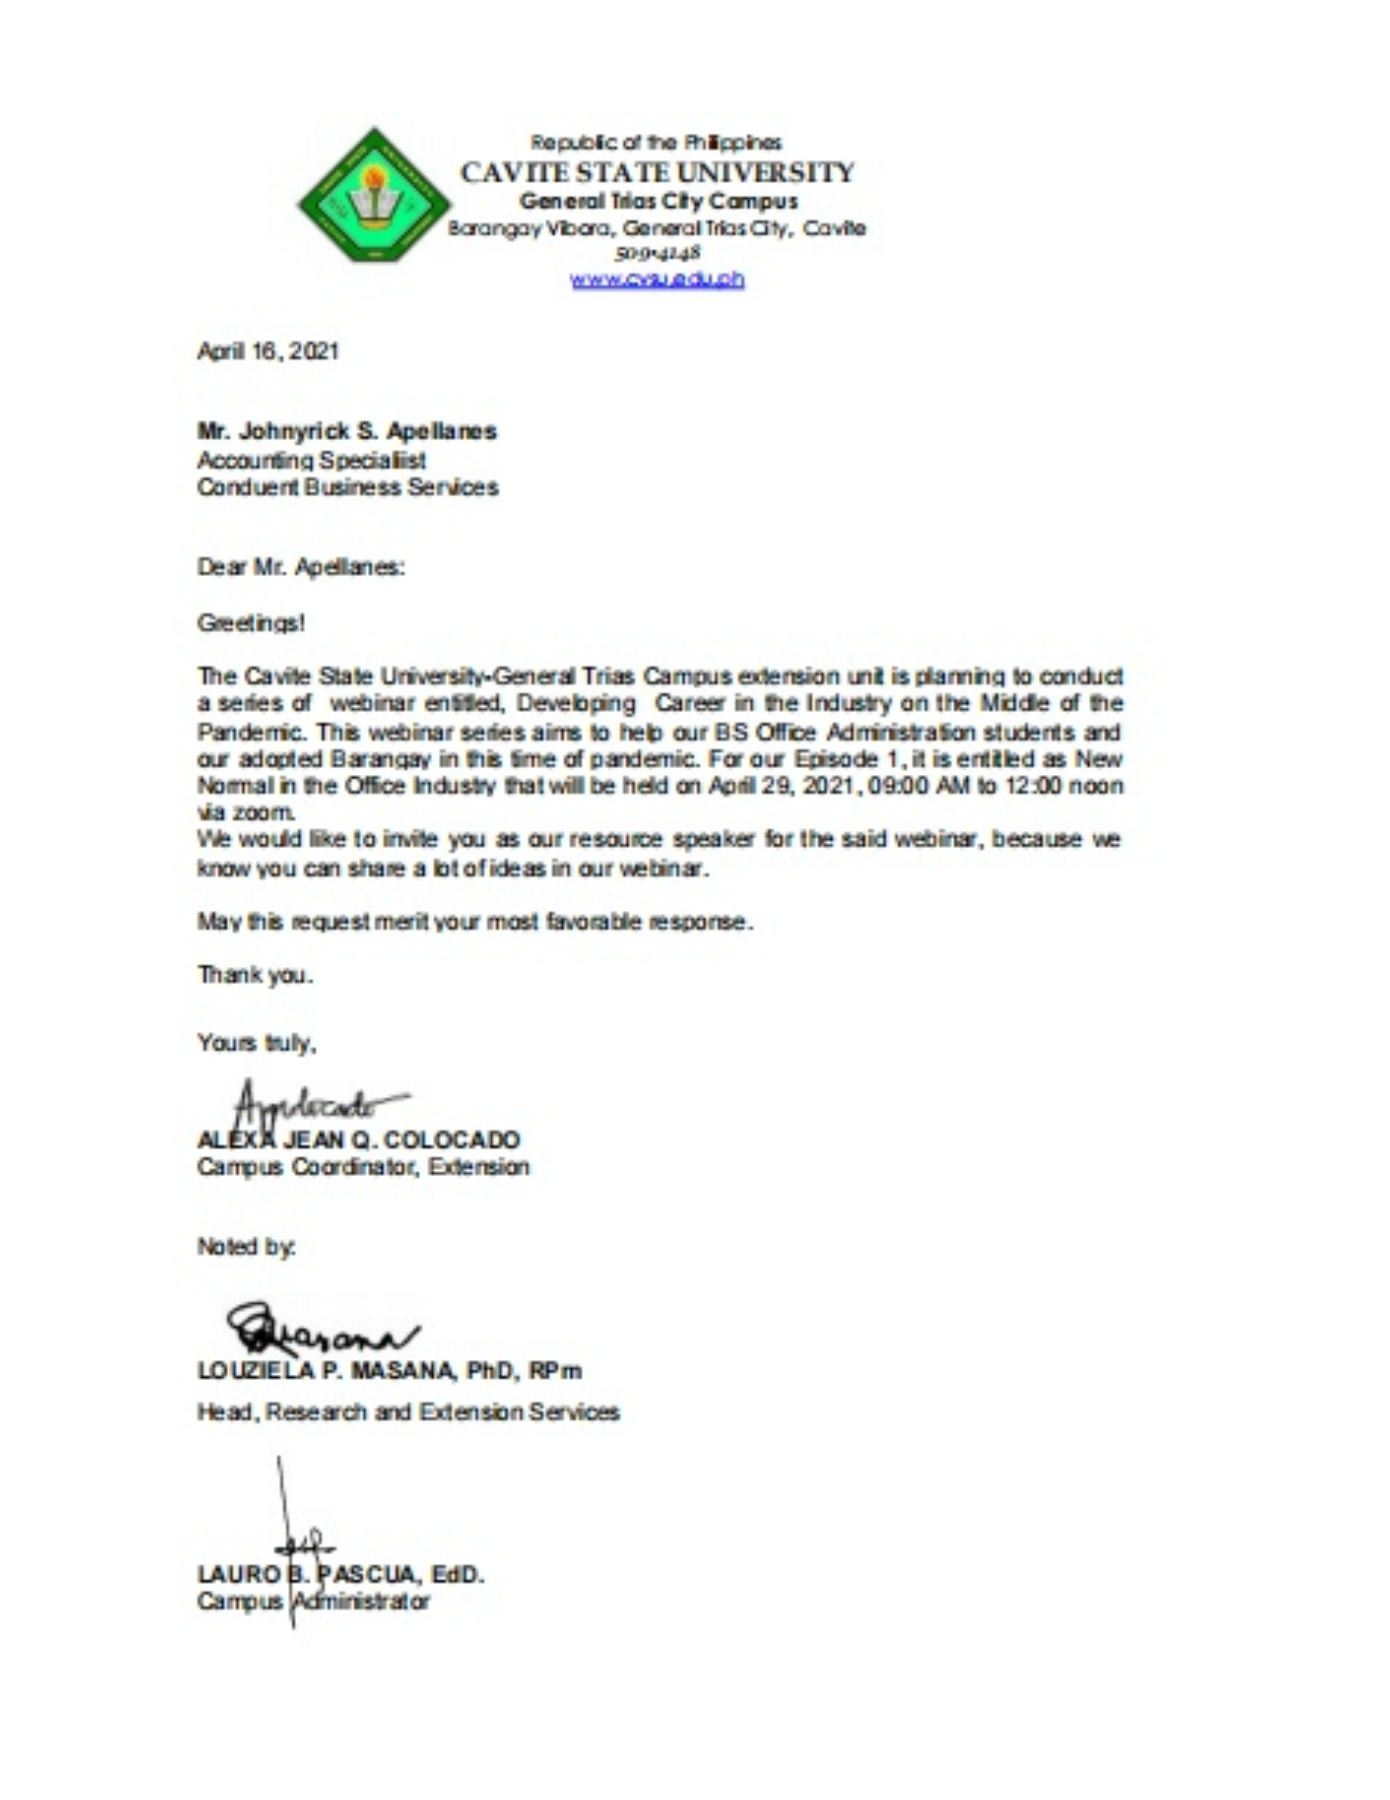 Republic of the Philippines
CAVITE STATE UNIVERSITY
General Trias City Campus
Barangay Vibora, General Trias City, Cavite
509-4148
www.cvsu.edu.ph
April 16, 2021
Mr. Johnyrick S. Apellanes
Accounting Specialiist
Conduent Business Services
Dear Mr. Apellanes:
Greetings!
The Cavite State University-General Trias Campus extension unit is planning to conduct
a series of webinar entitled, Developing Career in the Industry on the Middle of the
Pandemic. This webinar series aims to help our BS Office Administration students and
our adopted Barangay in this time of pandemic. For our Episode 1, it is entitled as New
Normal in the Office Industry that will be held on April 29, 2021, 09:00 AM to 12:00 noon
via zoom.
We would like to invite you as our resource speaker for the said webinar, because we
know you can share a lot of ideas in our webinar.
May this request merit your most favorable response.
Thank you.
Yours truly,
ALEXA JEAN Q. COLOCADO
Campus Coordinator, Extension
Noted by:
LOUZIELA P. MASANA, PhD, RPm
Head, Research and Extension Services
LAURO B. PASCUA, EdD.
Campus Administrator